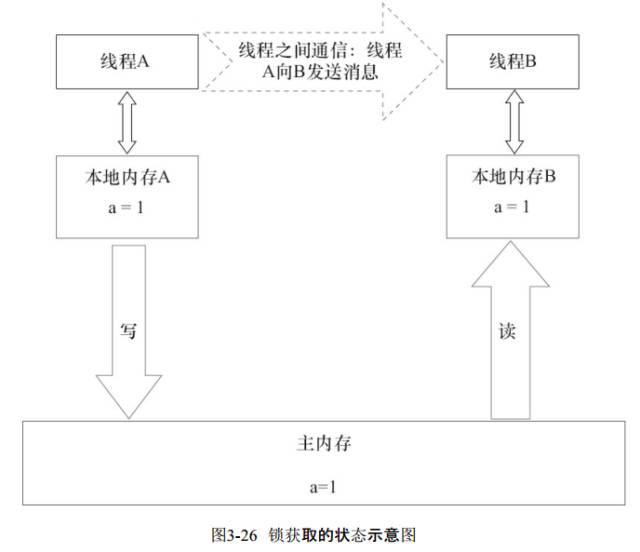 线程A
线程之间通信：线程
A向B发送消息
线程B
本地内存A
a = 1
本地内存B
a = 1
写
读
主内存
a=1
图3-26 锁获取的状态示意图